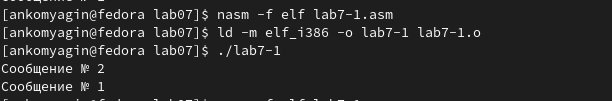 [ankomyagin@fedora lab07]$ nasm -f elf lab7-1.asm
[ankomyagin@fedora lab07]$ ld -m elf_i386 -o lab7-1 lab7-1.o
[ankomyagin@fedora lab07]$ ./lab7-1
Сообщение № 2
Сообщение № 1